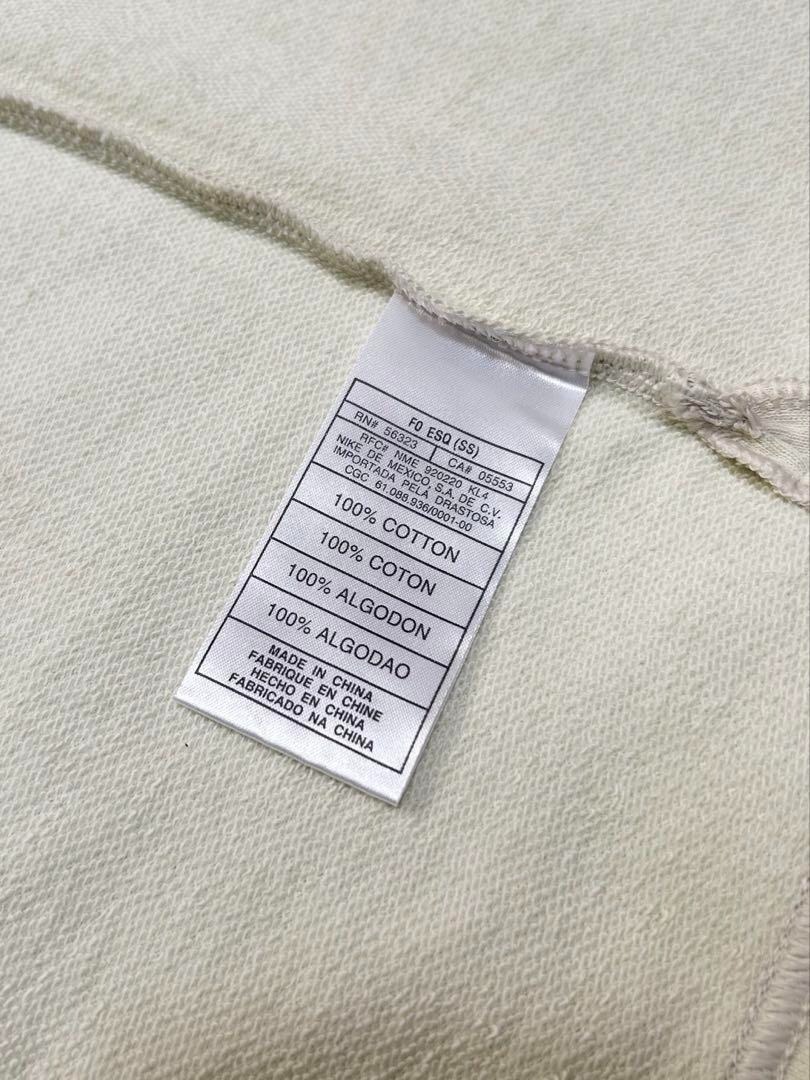 F0 ESQ (SS)
RN# 56323 CA# 05553
RFC# NME 920220 KL4
NIKE DE MEXICO, S.A. DE C.V.
IMPORTADA PELA DRASTOSA
CGC 61.088.936/0001-00
100% COTTON
100% COTON
100% ALGODON
100% ALGODAO
MADE IN CHINA
FABRIQUE EN CHINE
HECHO EN CHINA
FABRICADO NA CHINA